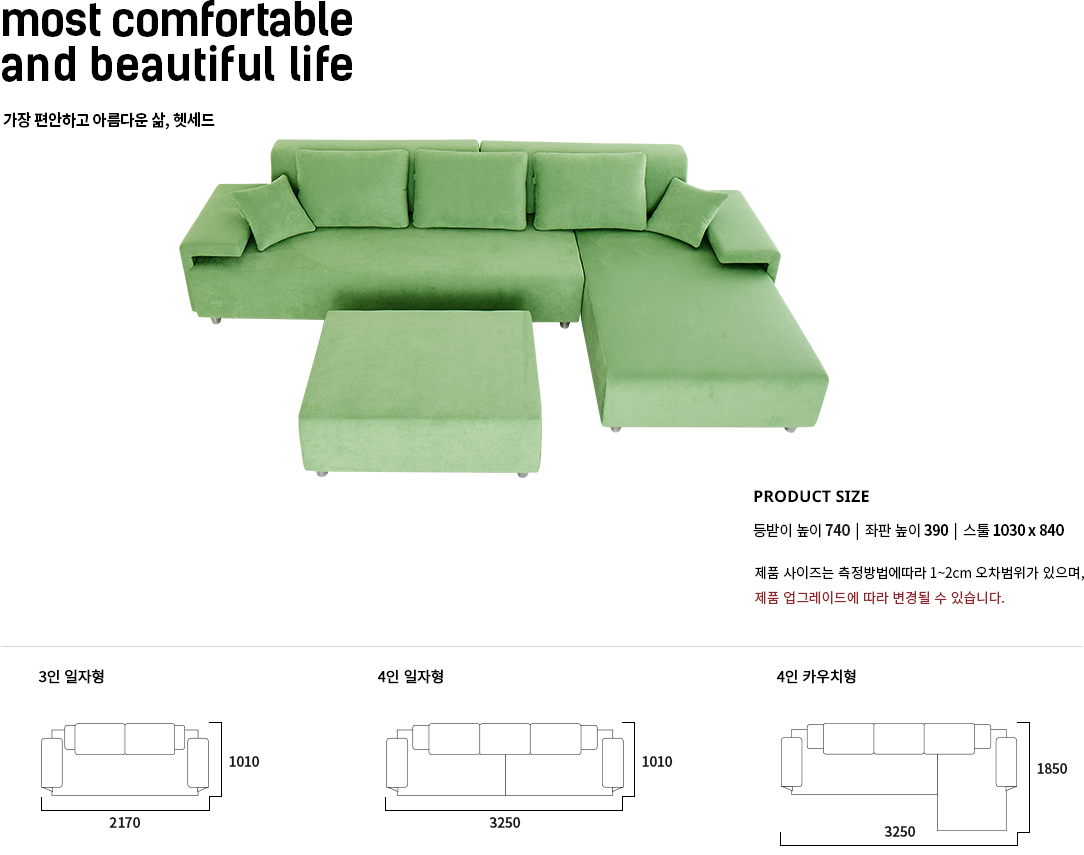 most comfortable
and beautiful life
가장 편안하고 아름다운 삶, 헷세드
PRODUCT SIZE
등받이 높이 740 | 좌판 높이 390 | 스툴 1030 x 840
제품 사이즈는 측정방법에따라 1~2cm 오차범위가 있으며,
제품 업그레이드에 따라 변경될 수 있습니다.
3인 일자형
1010
2170
4인 일자형
1010
3250
4인 카우치형
1850
3250